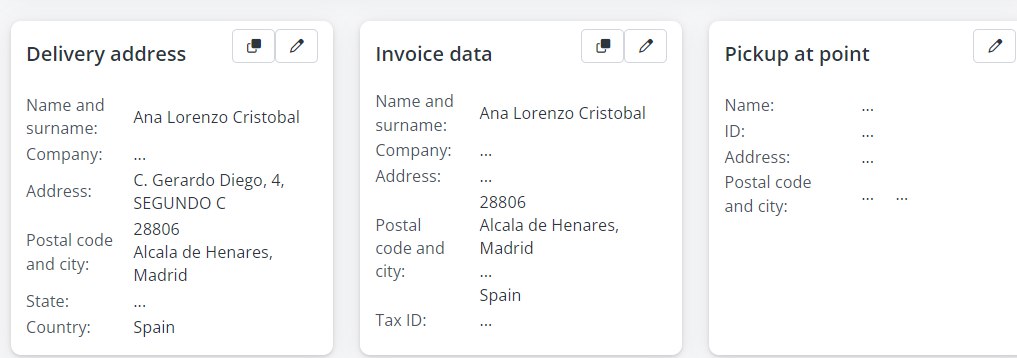 Delivery address
Name and
surname:
Ana Lorenzo Cristobal
Company:
...
Address:
C. Gerardo Diego, 4,
SEGUNDO C
Postal code
and city:
28806
Alcala de Henares,
Madrid
State:
...
Country:
Spain
Invoice data
Name and
surname:
Ana Lorenzo Cristobal
Company:
...
Address:
...
Postal
code and
city:
28806
Alcala de Henares,
Madrid
...
Spain
Tax ID:
...
Pickup at point
Name:
...
ID:
...
Address:
...
Postal code
and city:
... ...